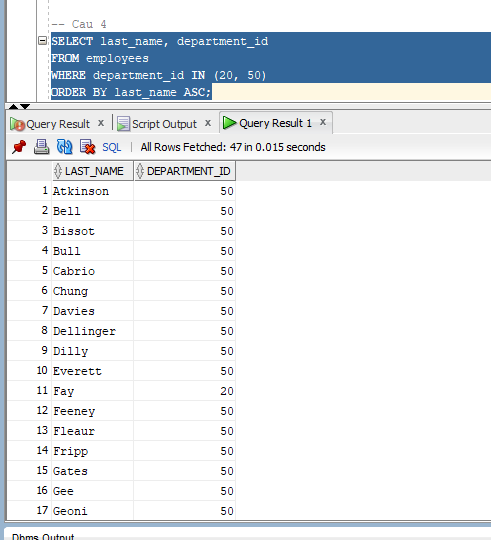 -- Cau 4
SELECT last_name, department_id
FROM employees
WHERE department_id IN (20, 50)
ORDER BY last_name ASC;
Query Result x Script Output x Query Result 1 x
SQL | All Rows Fetched: 47 in 0.015 seconds
LAST_NAME DEPARTMENT_ID
1 Atkinson 50
2 Bell 50
3 Bissot 50
4 Bull 50
5 Cabrio 50
6 Chung 50
7 Davies 50
8 Dellinger 50
9 Dilly 50
10 Everett 50
11 Fay 20
12 Feeney 50
13 Fleaur 50
14 Fripp 50
15 Gates 50
16 Gee 50
17 Geoni 50
Dbms Output